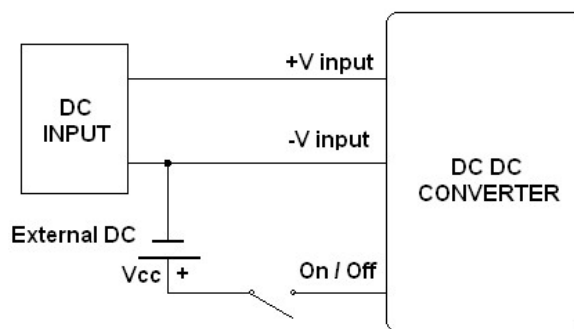 +V input
DC
INPUT
-V input
DC DC
CONVERTER
External DC
Vcc +
On / Off